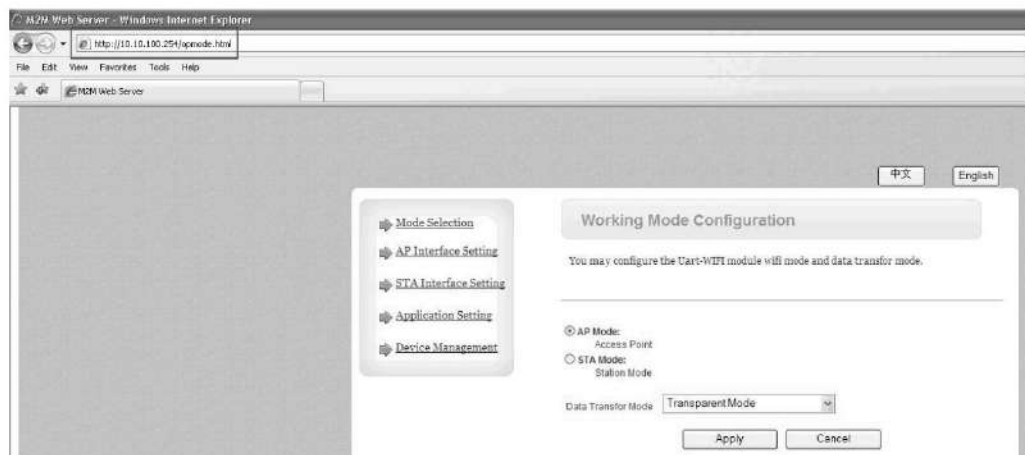 M2M Web Server - Windows Internet Explorer
http://10.10.100.254/opmode.html
File Edit View Favorites Tools Help
M2M Web Server
中文 English
Mode Selection
AP Interface Setting
STA Interface Setting
Application Setting
Device Management
Working Mode Configuration
You may configure the Uart-WIFI module wifi mode and data transfor mode.
AP Mode:
Access Point
STA Mode:
Station Mode
Data Transfor Mode TransparentMode
Apply Cancel